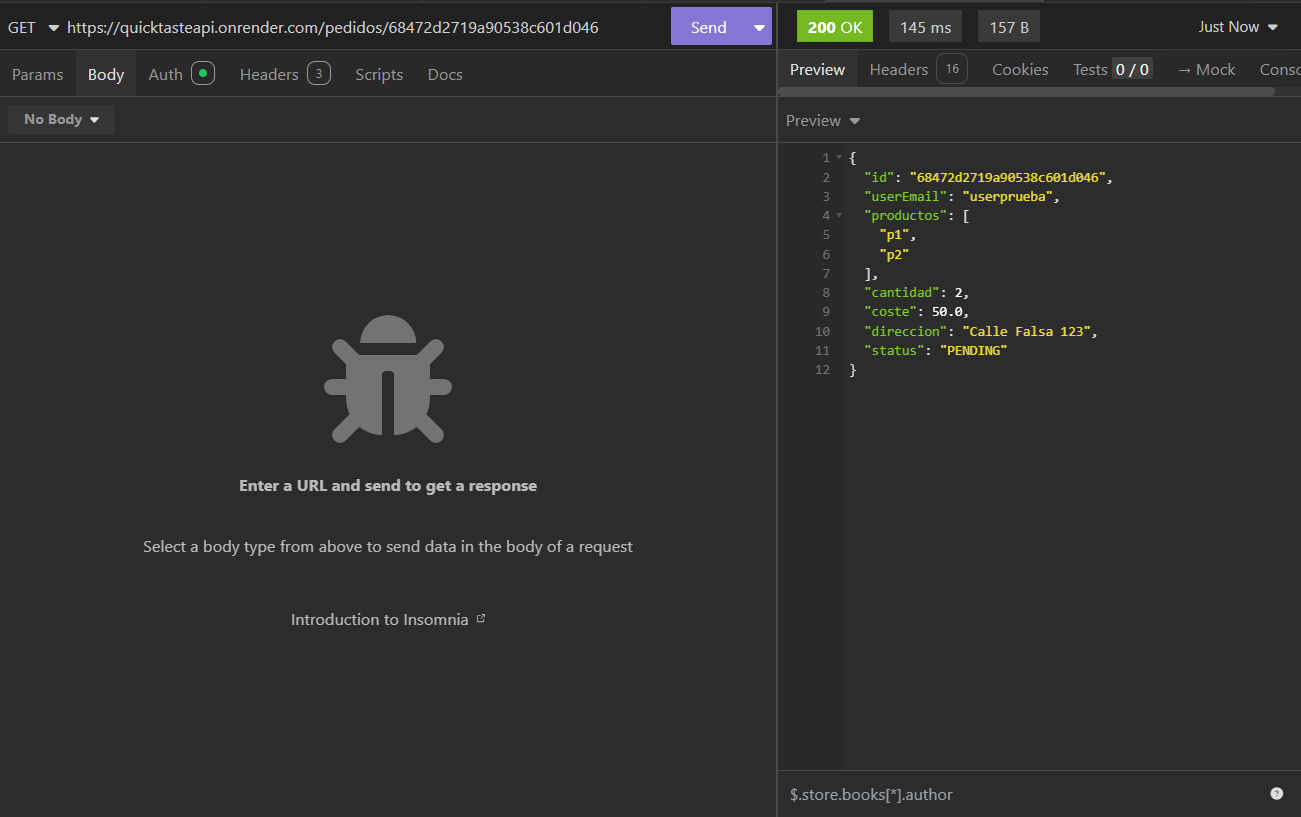 GET https://quicktasteapi.onrender.com/pedidos/68472d2719a90538c601d046 Send
Params Body Auth Headers 3 Scripts Docs
No Body
Enter a URL and send to get a response
Select a body type from above to send data in the body of a request
Introduction to Insomnia
200 OK 145 ms 157 B Just Now
Preview Headers 16 Cookies Tests 0 / 0 → Mock Consc
Preview
1 {
2 "id": "68472d2719a90538c601d046",
3 "userEmail": "userprueba",
4 "productos": [
5 "p1",
6 "p2"
7 ],
8 "cantidad": 2,
9 "coste": 50.0,
10 "direccion": "Calle Falsa 123",
11 "status": "PENDING"
12 }
$.store.books[*].author